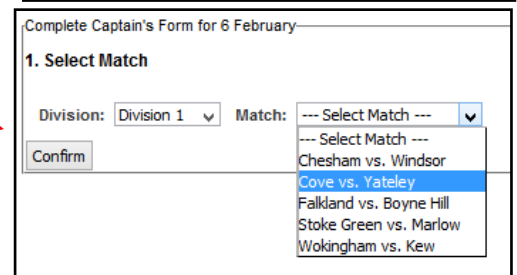 Complete Captain's Form for 6 February
1. Select Match
Division: Division 1 Match: --- Select Match ---
--- Select Match ---
Confirm
Chesham vs. Windsor
Cove vs. Yateley
Falkland vs. Boyne Hill
Stoke Green vs. Marlow
Wokingham vs. Kew